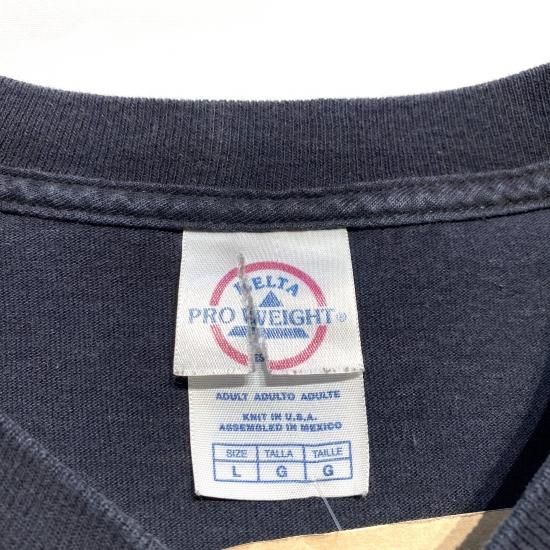 DELTA
PRO WEIGHT®
ADULT ADULTO ADULTE
KNIT IN U.S.A.
ASSEMBLED IN MEXICO
SIZE TALLA TAILLE
L G G